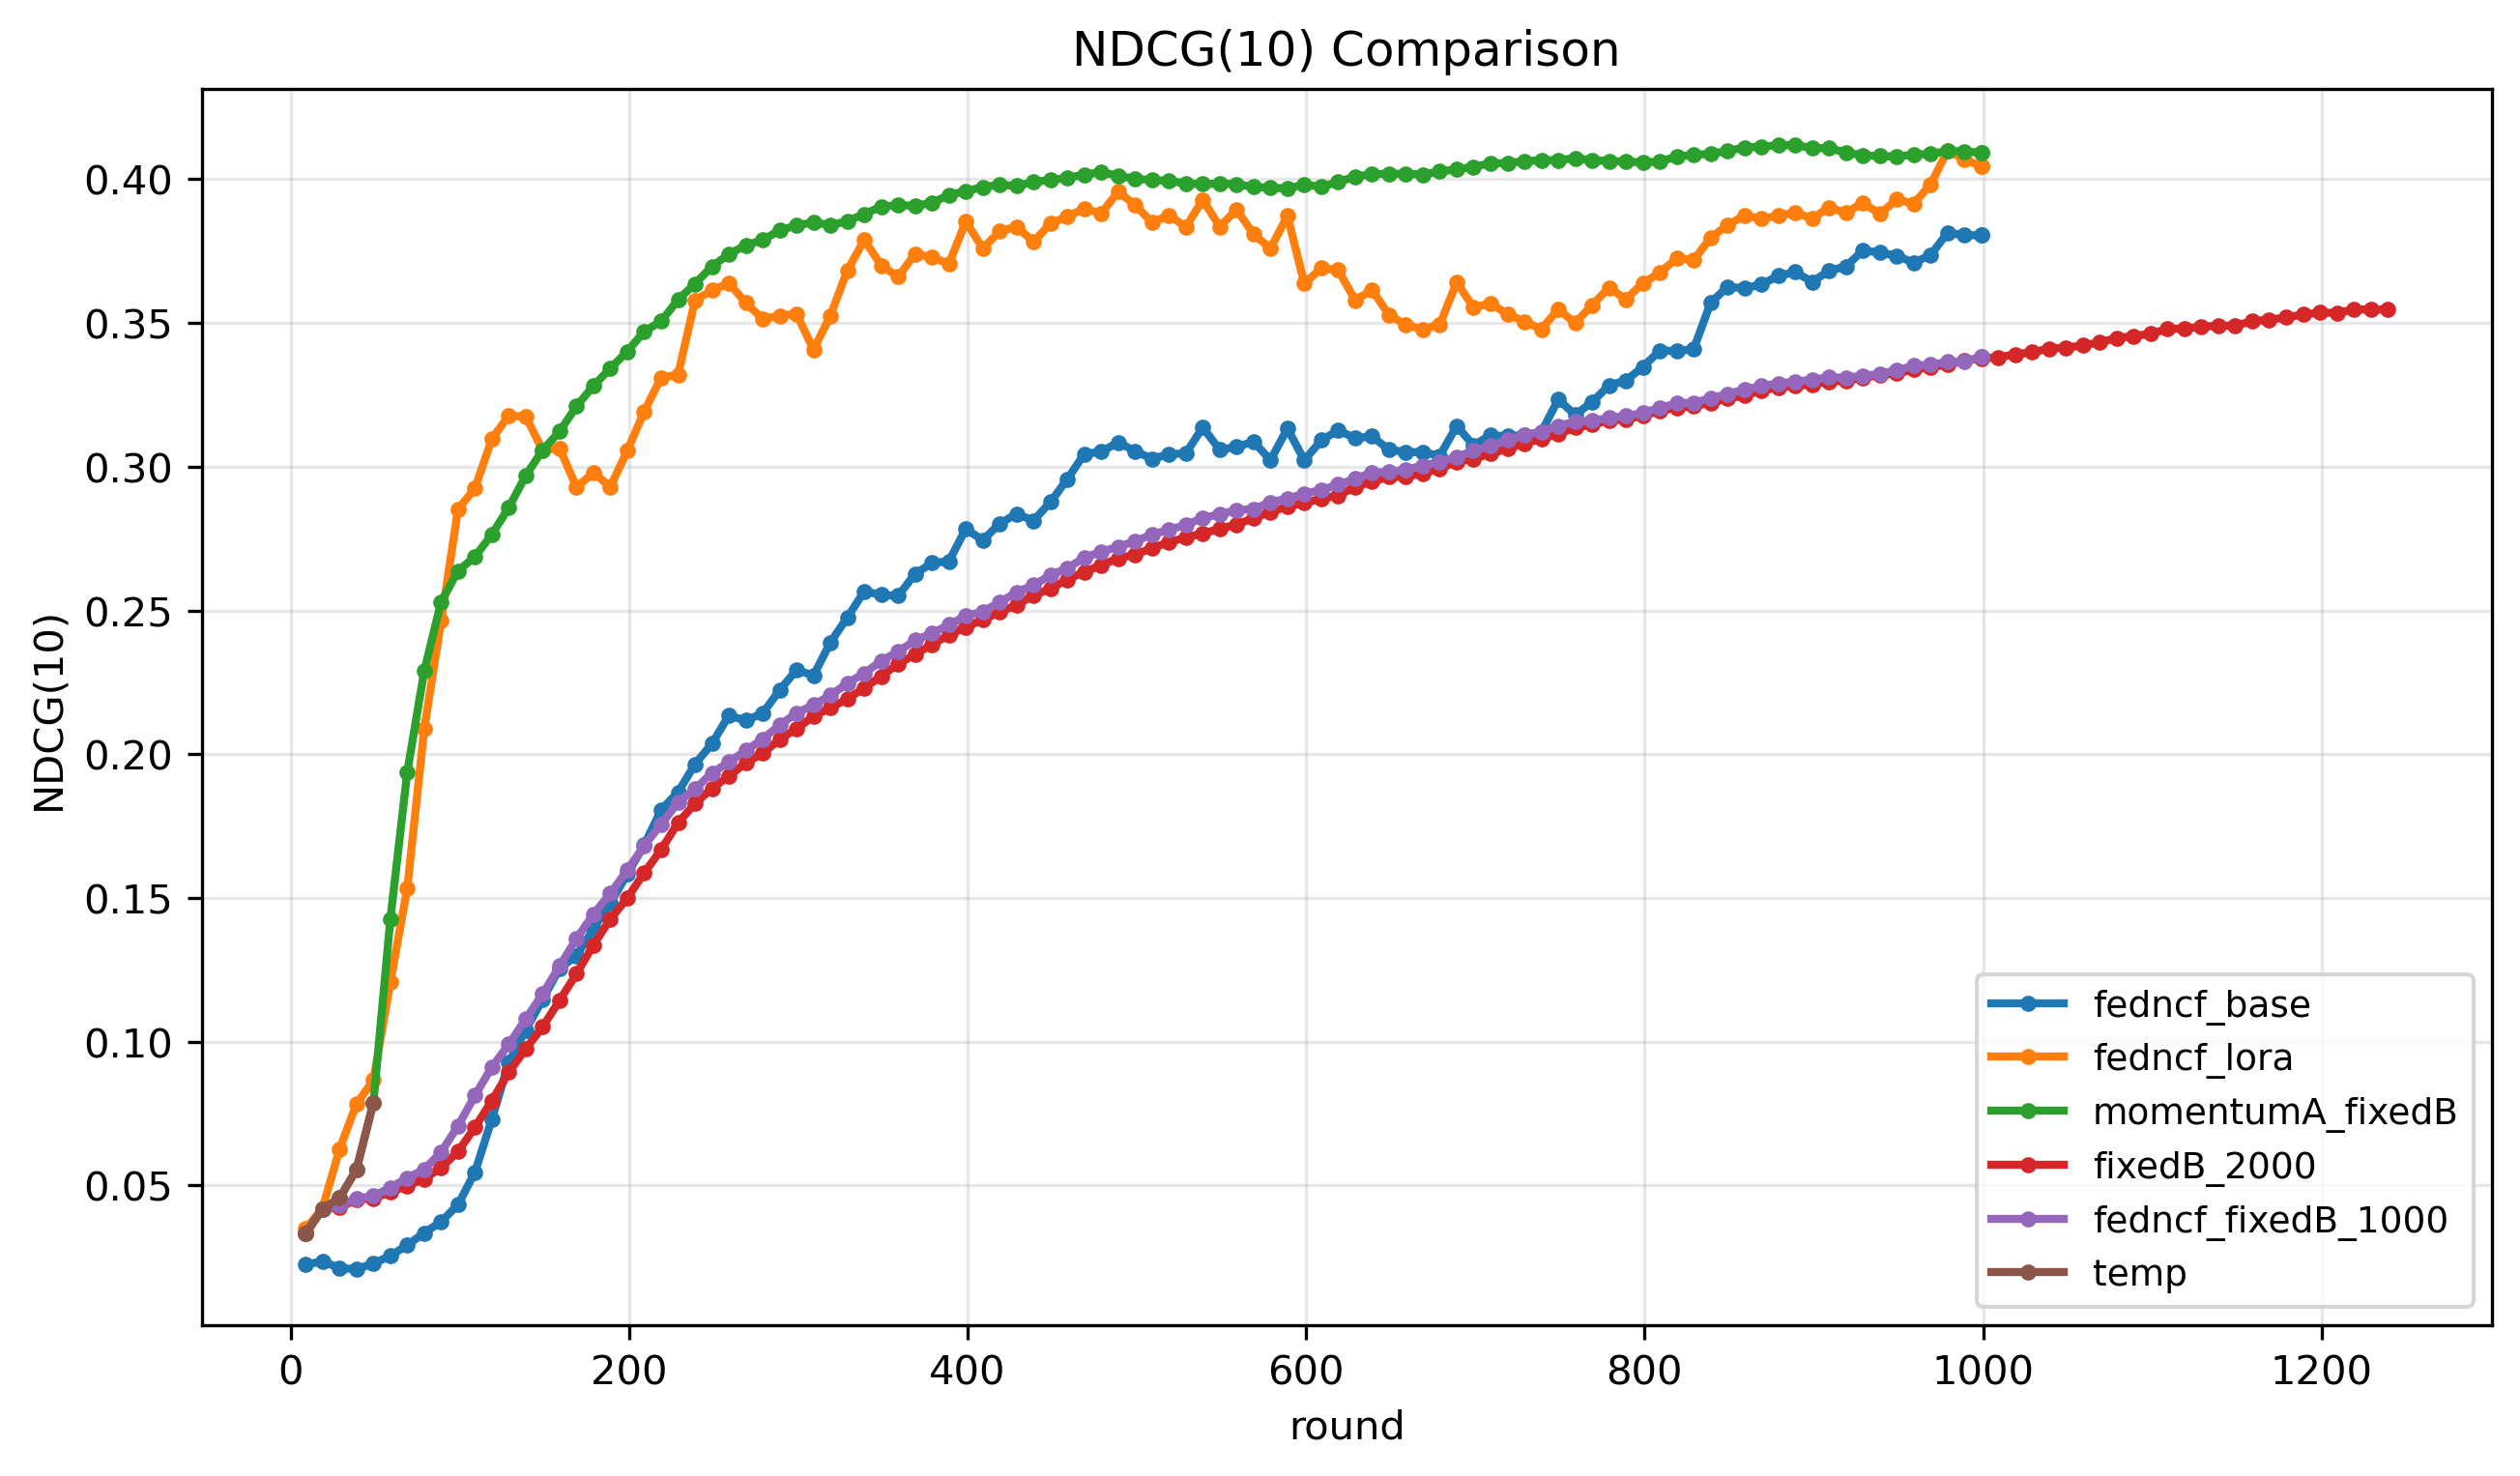 NDCG(10) Comparison
NDCG(10)
0.40
0.35
0.30
0.25
0.20
0.15
0.10
0.05
0 200 400 600 800 1000 1200
round
fedncf_base
fedncf_lora
momentumA_fixedB
fixedB_2000
fedncf_fixedB_1000
temp